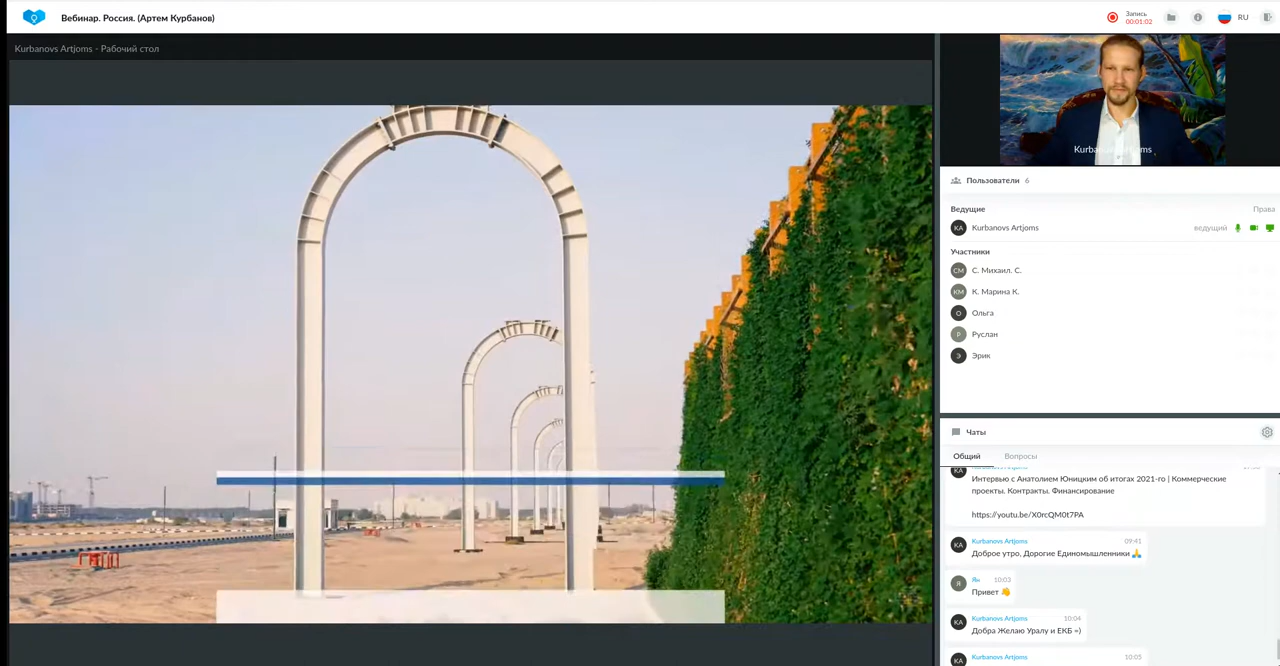 Вебинар. Россия. (Артем Курбанов)
Запись
00:01:02
RU
Kurbanovs Artjoms - Рабочий стол
Пользователи 6
Ведущие Права
KA Kurbanovs Artjoms ведущий
Участники
СМ С. Михаил. С.
КМ К. Марина К.
О Ольга
Р Руслан
Э Эрик
Чаты
Общий Вопросы
KA
Интервью с Анатолием Юницким об итогах 2021-го | Коммерческие
проекты. Контракты. Финансирование
https://youtu.be/X0rcQM0t7PA
Kurbanovs Artjoms 09:41
KA Доброе утро, Дорогие Единомышленники 🙏
Ян 10:03
Я Привет 👋
Kurbanovs Artjoms 10:04
KA Добра Желаю Уралу и ЕКБ =)
Kurbanovs Artjoms 10:05
KA